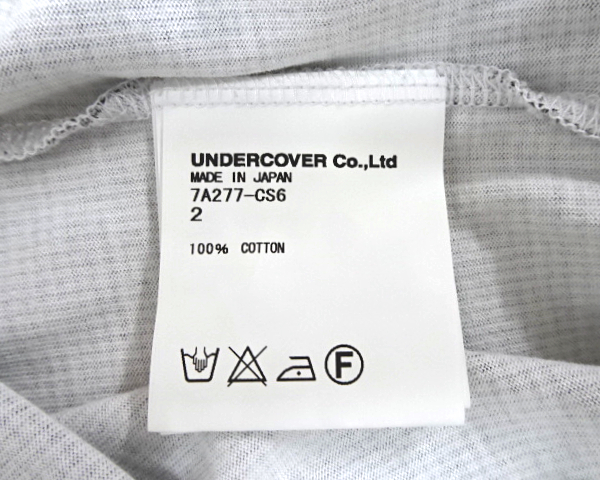 UNDERCOVER Co.,Ltd
MADE IN JAPAN
7A277-CS6
2
100% COTTON
F